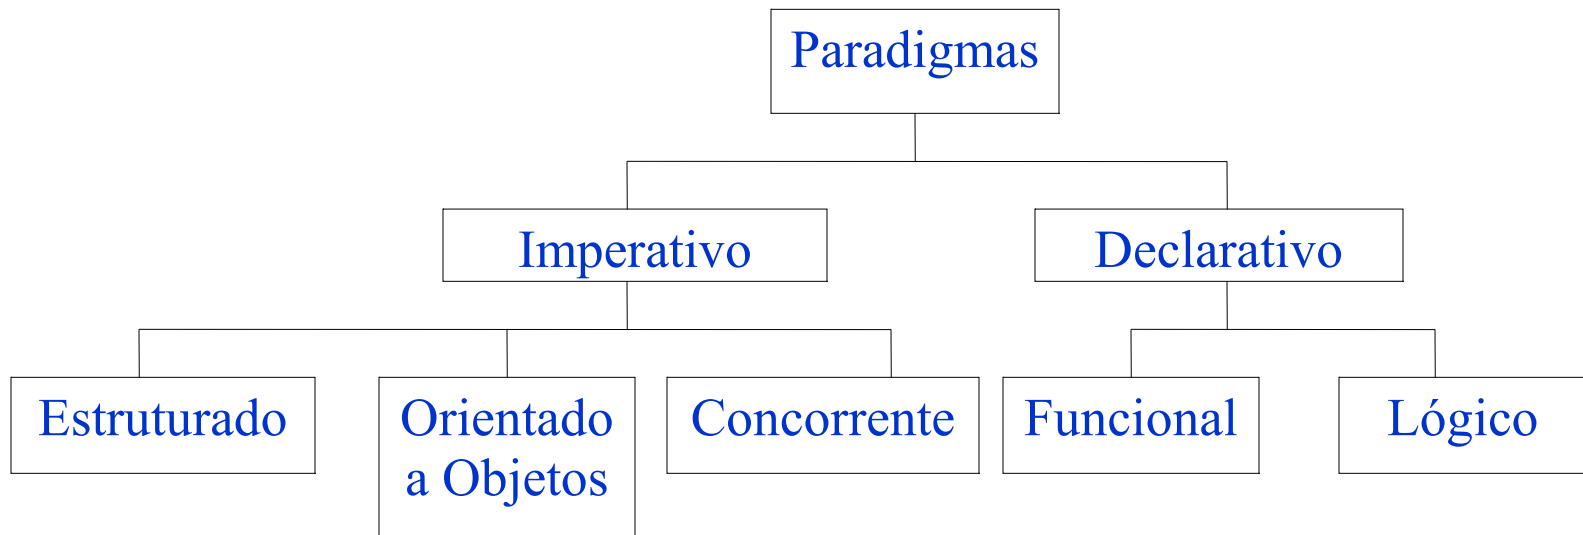 Paradigmas
Imperativo
Declarativo
Estruturado
Orientado
a Objetos
Concorrente
Funcional
Lógico